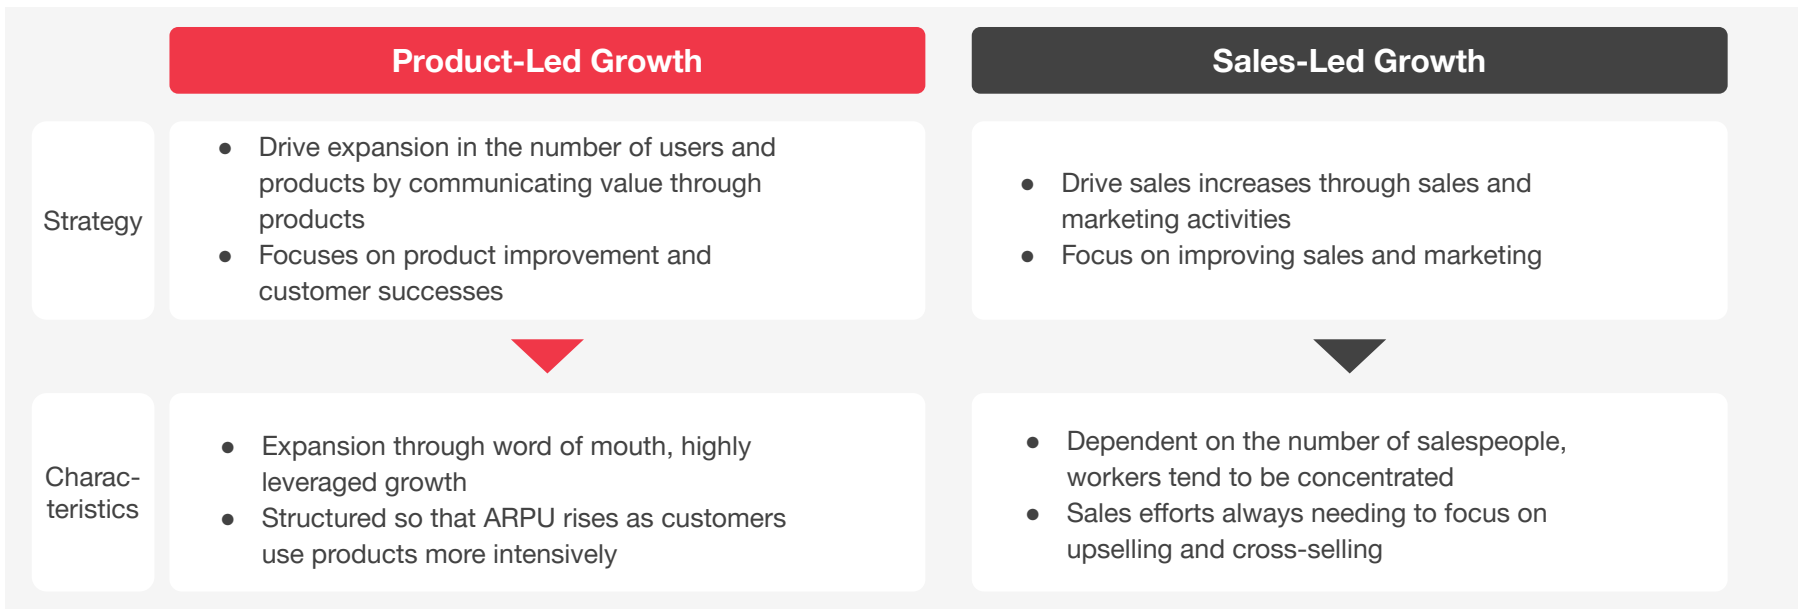 Product-Led Growth
Sales-Led Growth
Strategy
● Drive expansion in the number of users and
products by communicating value through
products
● Focuses on product improvement and
customer successes
● Drive sales increases through sales and
marketing activities
● Focus on improving sales and marketing
Charac-
teristics
● Expansion through word of mouth, highly
leveraged growth
● Structured so that ARPU rises as customers
use products more intensively
● Dependent on the number of salespeople,
workers tend to be concentrated
● Sales efforts always needing to focus on
upselling and cross-selling